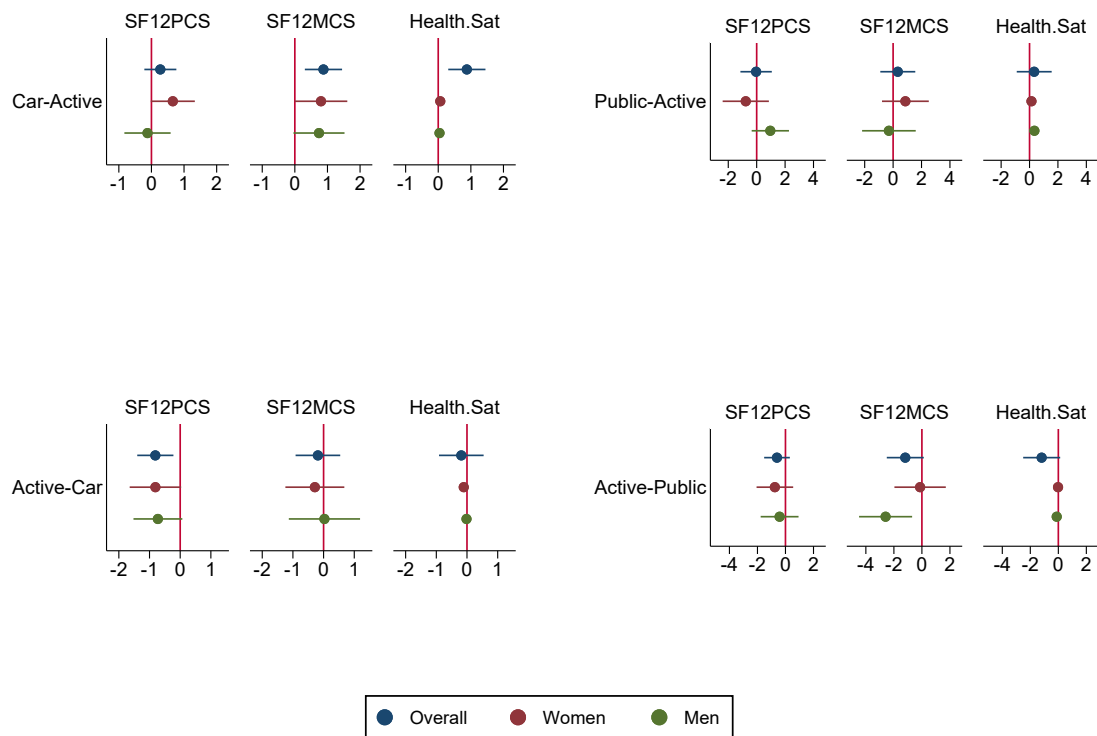 SF12PCS SF12MCS Health.Sat
Car-Active
-1 0 1 2 -1 0 1 2 -1 0 1 2
SF12PCS SF12MCS Health.Sat
Public-Active
-2 0 2 4 -2 0 2 4 -2 0 2 4
SF12PCS SF12MCS Health.Sat
Active-Car
-2 -1 0 1 -2 -1 0 1 -2 -1 0 1
SF12PCS SF12MCS Health.Sat
Active-Public
-4 -2 0 2 -4 -2 0 2 -4 -2 0 2
Overall Women Men